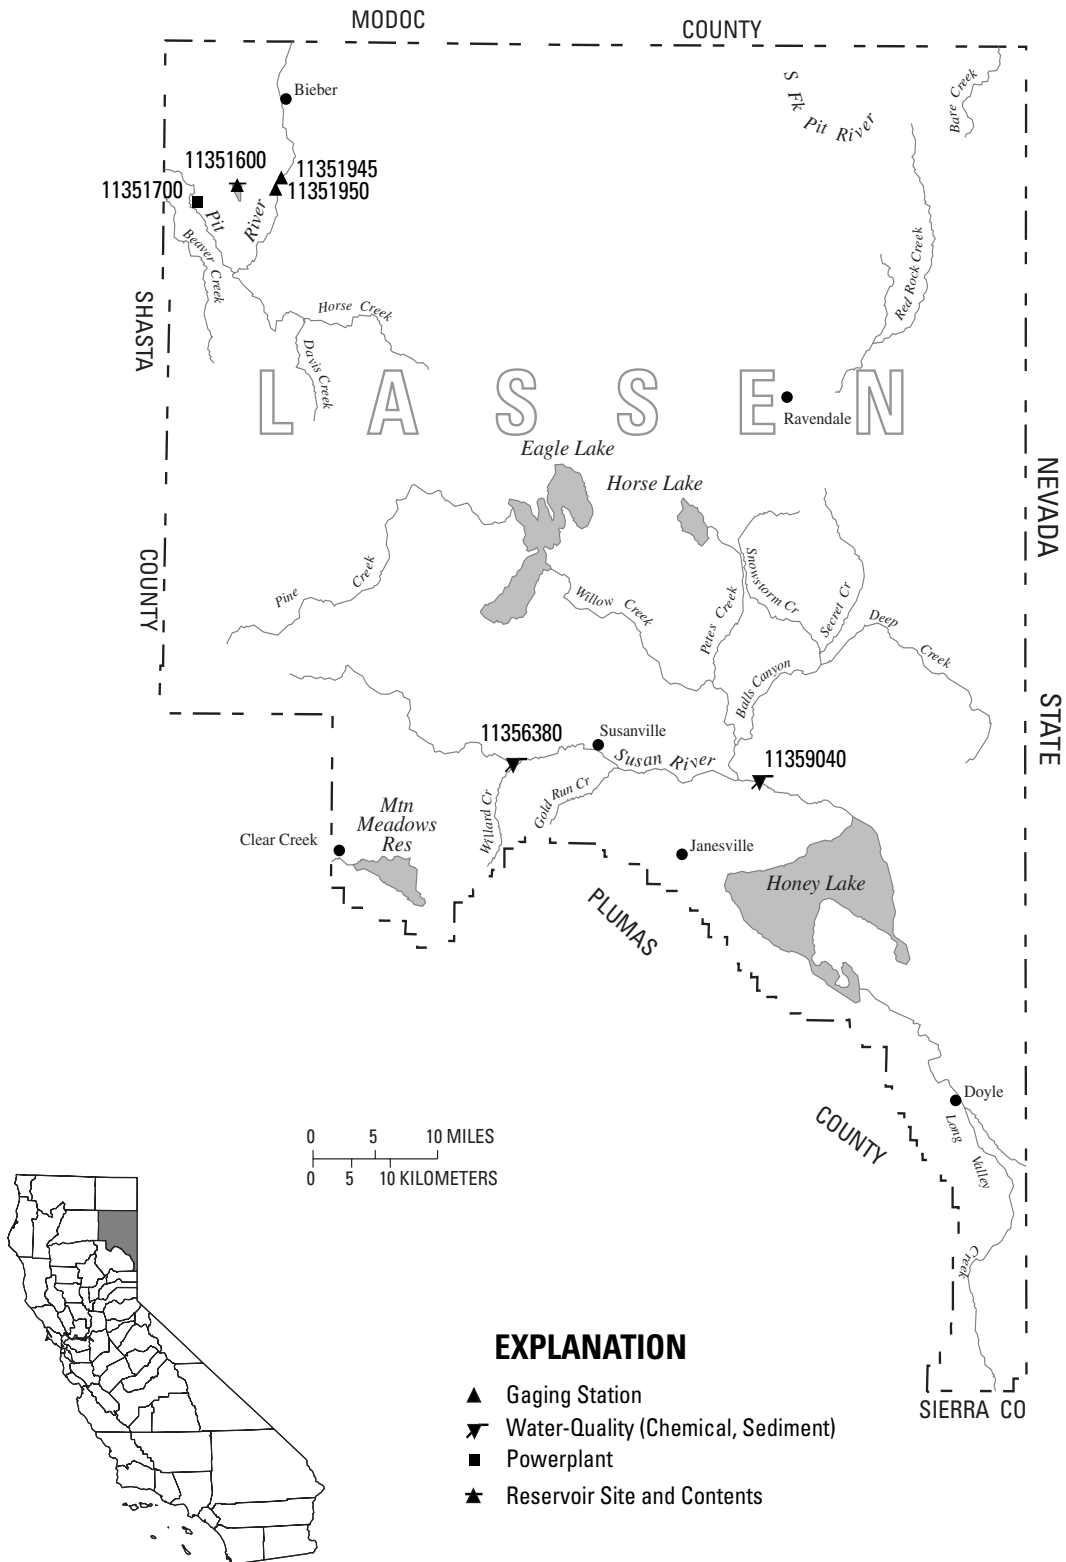 MODOC COUNTY
Bieber
S Fk Pit River
Bare Creek
11351600
11351945
11351700
11351950
Pit River
Beaver Creek
Red Rock Creek
SHASTA
Horse Creek
Davis Creek
LASSEN
Ravendale
Eagle Lake
Horse Lake
NEVADA
COUNTY
Pine Creek
Willow Creek
Petes Creek
Snowstorm Cr
Secret Cr
Deep Creek
Balls Canyon
STATE
11356380
Susanville
Susan River
11359040
Gold Run Cr
Willard Cr
Mtn
Meadows
Res
Clear Creek
Janesville
Honey Lake
PLUMAS
Doyle
COUNTY
Long Valley Creek
0 5 10 MILES
0 5 10 KILOMETERS
EXPLANATION
Gaging Station
Water-Quality (Chemical, Sediment)
Powerplant
Reservoir Site and Contents
SIERRA CO